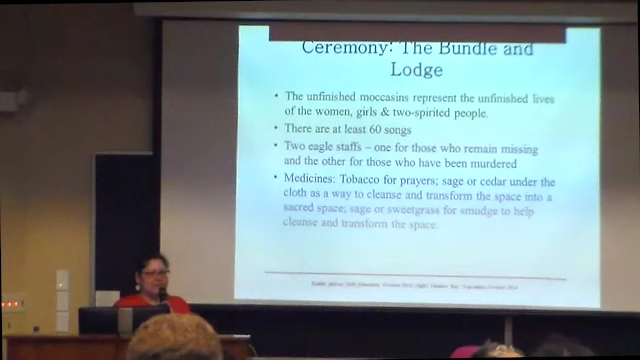 Ceremony: The Bundle and
Lodge
• The unfinished moccasins represent the unfinished lives
of the women, girls & two-spirited people.
• There are at least 60 songs
• Two eagle staffs – one for those who remain missing
and the other for those who have been murdered
• Medicines: Tobacco for prayers; sage or cedar under the
cloth as a way to cleanse and transform the space into a
sacred space; sage or sweetgrass for smudge to help
cleanse and transform the space.